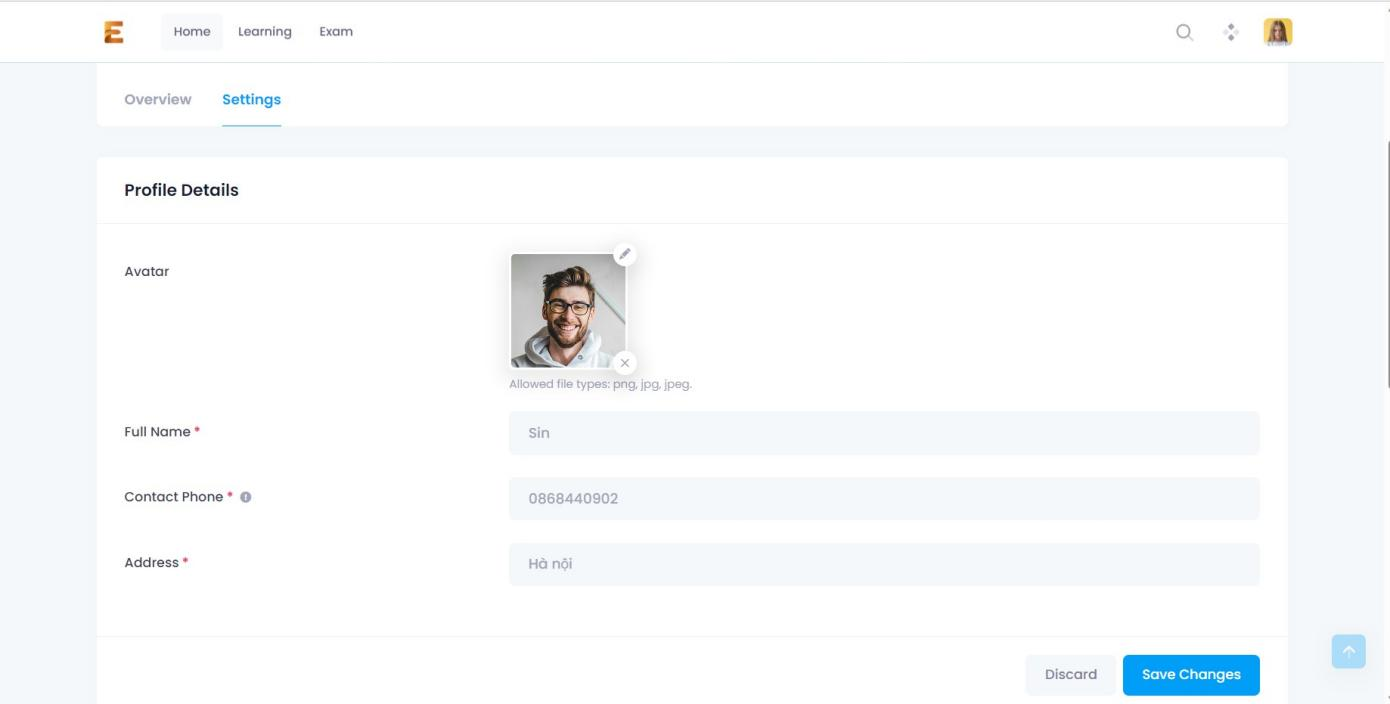 E
Home Learning Exam
Overview Settings
Profile Details
Avatar
Allowed file types: png, jpg, jpeg.
Full Name *
Sin
Contact Phone *
0868440902
Address *
Hà nội
Discard Save Changes